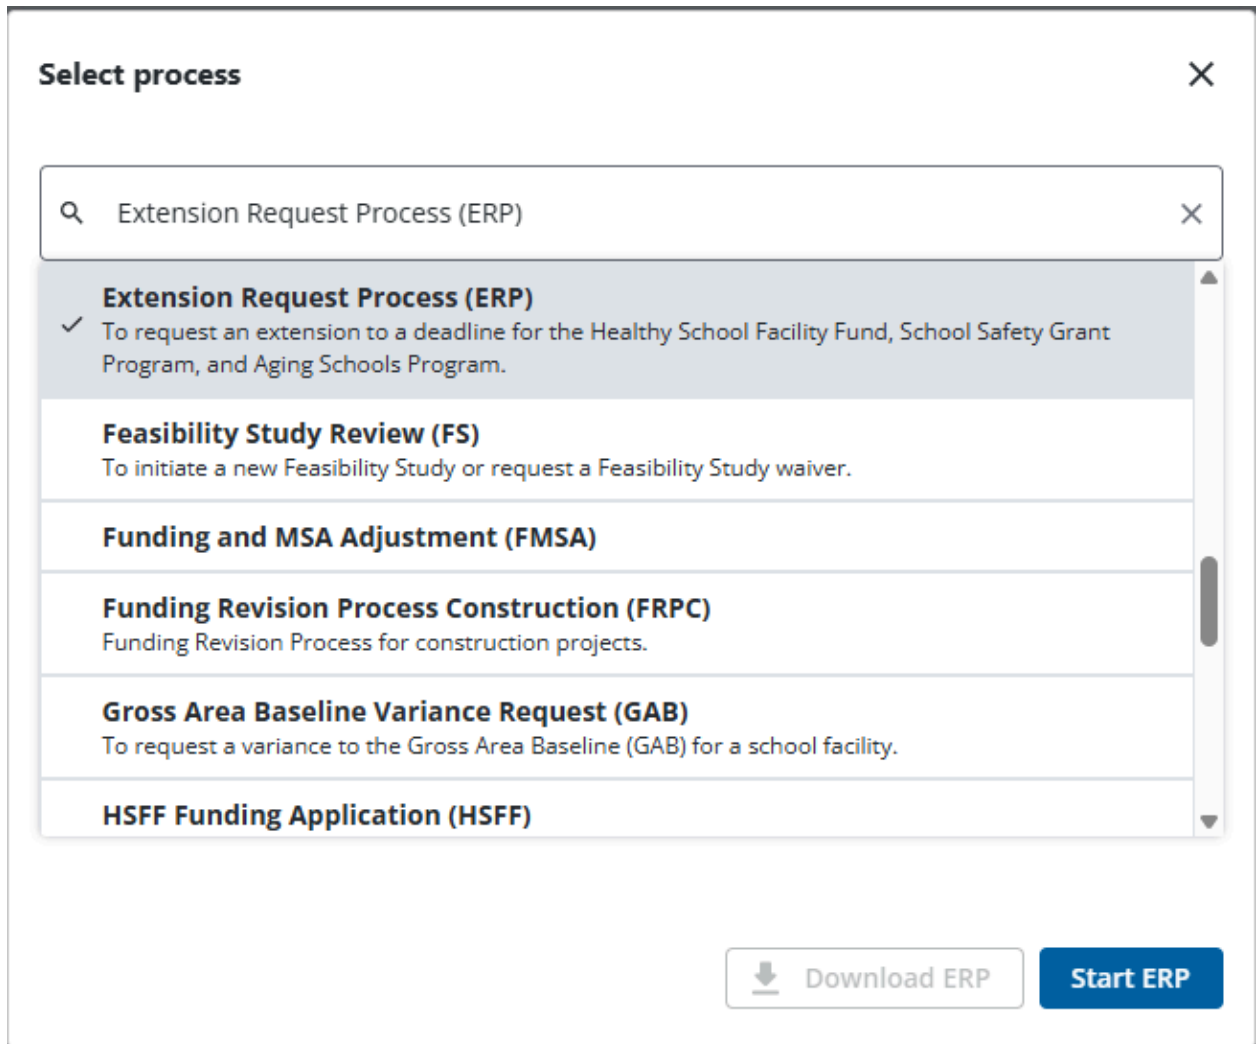 Select process
Extension Request Process (ERP)
Extension Request Process (ERP)
To request an extension to a deadline for the Healthy School Facility Fund, School Safety Grant
Program, and Aging Schools Program.
Feasibility Study Review (FS)
To initiate a new Feasibility Study or request a Feasibility Study waiver.
Funding and MSA Adjustment (FMSA)
Funding Revision Process Construction (FRPC)
Funding Revision Process for construction projects.
Gross Area Baseline Variance Request (GAB)
To request a variance to the Gross Area Baseline (GAB) for a school facility.
HSFF Funding Application (HSFF)
Download ERP
Start ERP